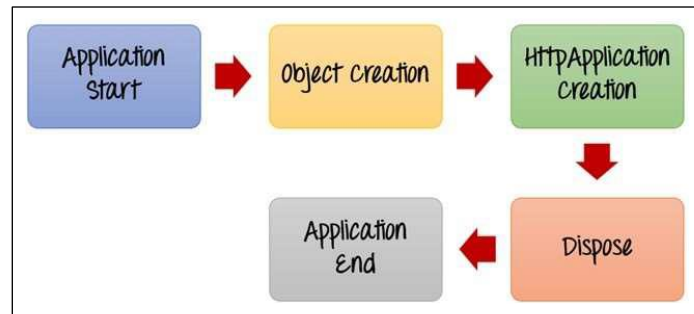 Application
Start
Object Creation
HttpApplication
Creation
Application
End
Dispose